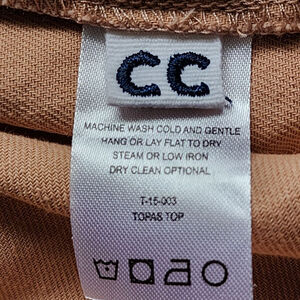 CC
MACHINE WASH COLD AND GENTLE
HANG OR LAY FLAT TO DRY
STEAM OR LOW IRON
DRY CLEAN OPTIONAL
T-15-003
TOPAS TOP